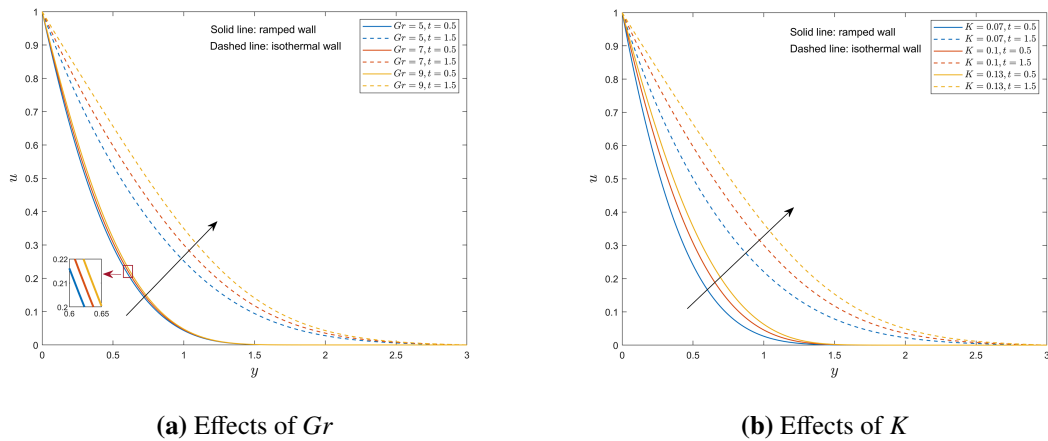 Solid line: ramped wall
Dashed line: isothermal wall
Gr = 5, t = 0.5
Gr = 5, t = 1.5
Gr = 7, t = 0.5
Gr = 7, t = 1.5
Gr = 9, t = 0.5
Gr = 9, t = 1.5
1
0.9
0.8
0.7
0.6
0.5
0.4
0.3
0.2
0.1
0
u
0.22
0.21
0.2
0.6 0.65
0 0.5 1 1.5 2 2.5 3
y
(a) Effects of Gr
Solid line: ramped wall
Dashed line: isothermal wall
K = 0.07, t = 0.5
K = 0.07, t = 1.5
K = 0.1, t = 0.5
K = 0.1, t = 1.5
K = 0.13, t = 0.5
K = 0.13, t = 1.5
1
0.9
0.8
0.7
0.6
0.5
0.4
0.3
0.2
0.1
0
u
0 0.5 1 1.5 2 2.5 3
y
(b) Effects of K